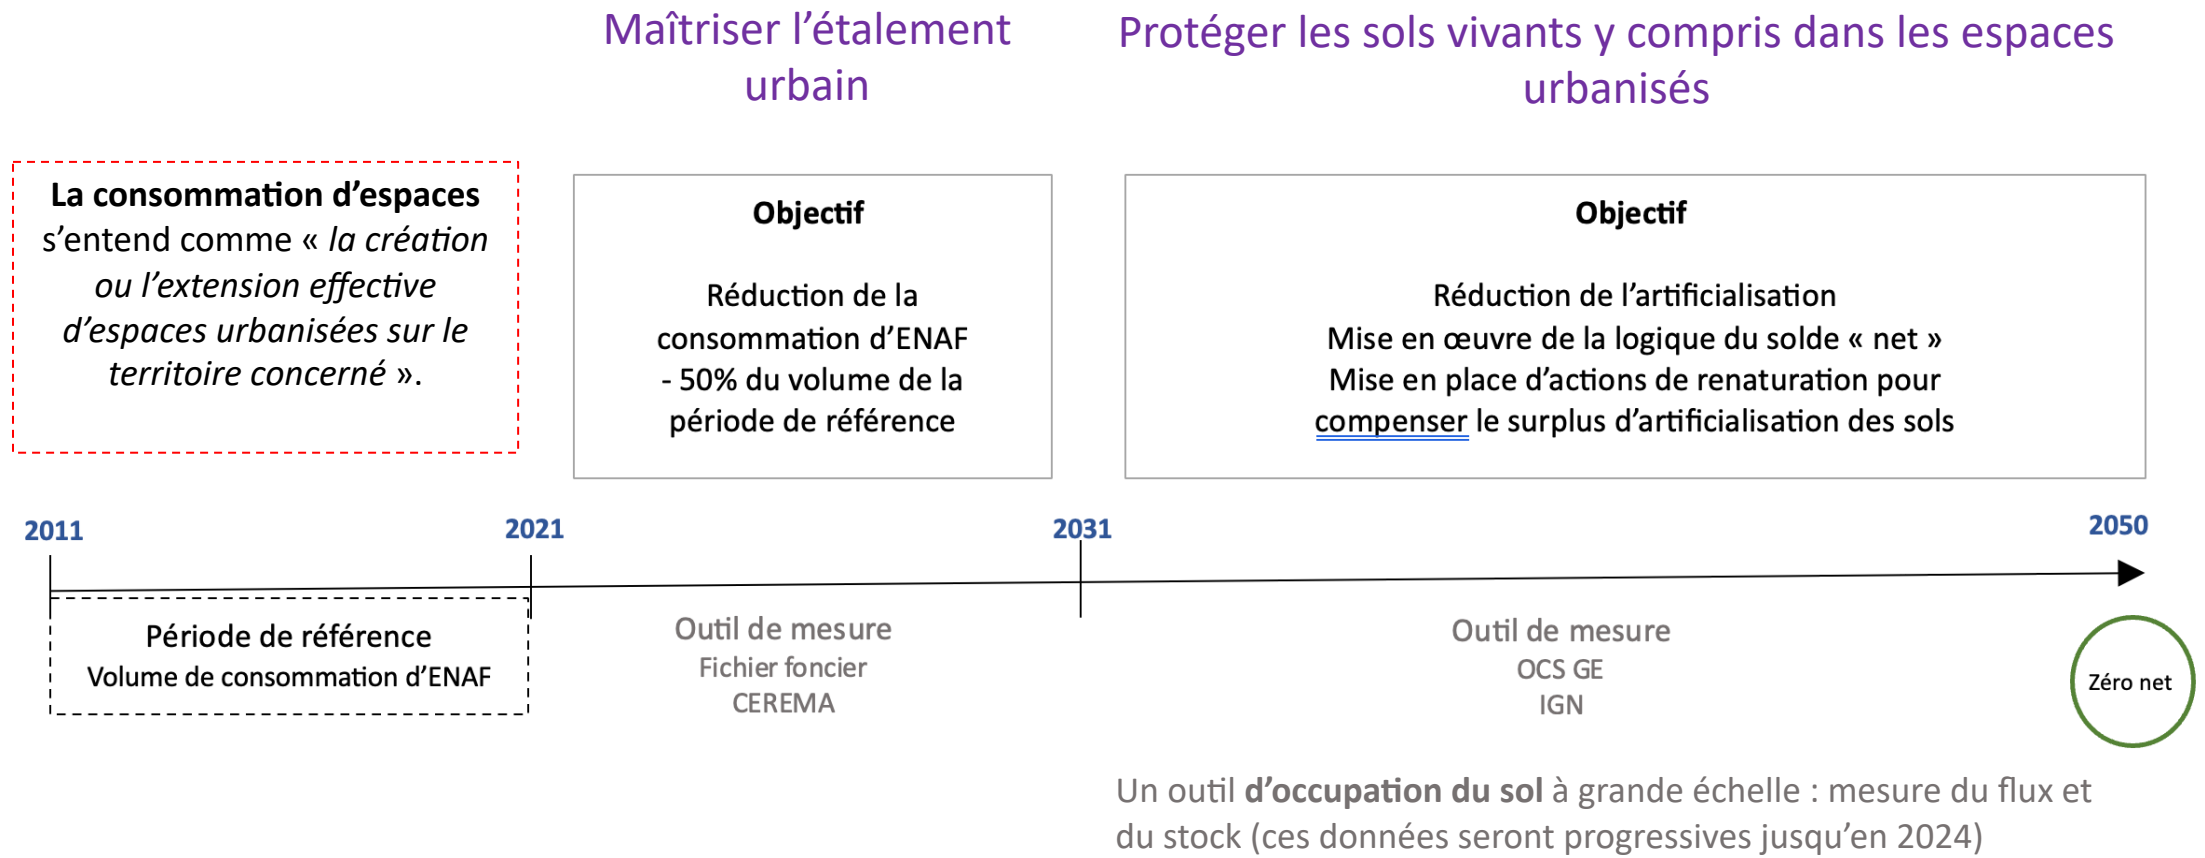 Maîtriser l’étalement
urbain
Protéger les sols vivants y compris dans les espaces
urbanisés
La consommation d’espaces
s’entend comme « la création
ou l’extension effective
d’espaces urbanisées sur le
territoire concerné ».
Objectif
Réduction de la
consommation d’ENAF
- 50% du volume de la
période de référence
Objectif
Réduction de l’artificialisation
Mise en œuvre de la logique du solde « net »
Mise en place d’actions de renaturation pour
compenser le surplus d’artificialisation des sols
2011
2021
2031
2050
Période de référence
Volume de consommation d’ENAF
Outil de mesure
Fichier foncier
CEREMA
Outil de mesure
OCS GE
IGN
Zéro net
Un outil d’occupation du sol à grande échelle : mesure du flux et
du stock (ces données seront progressives jusqu’en 2024)